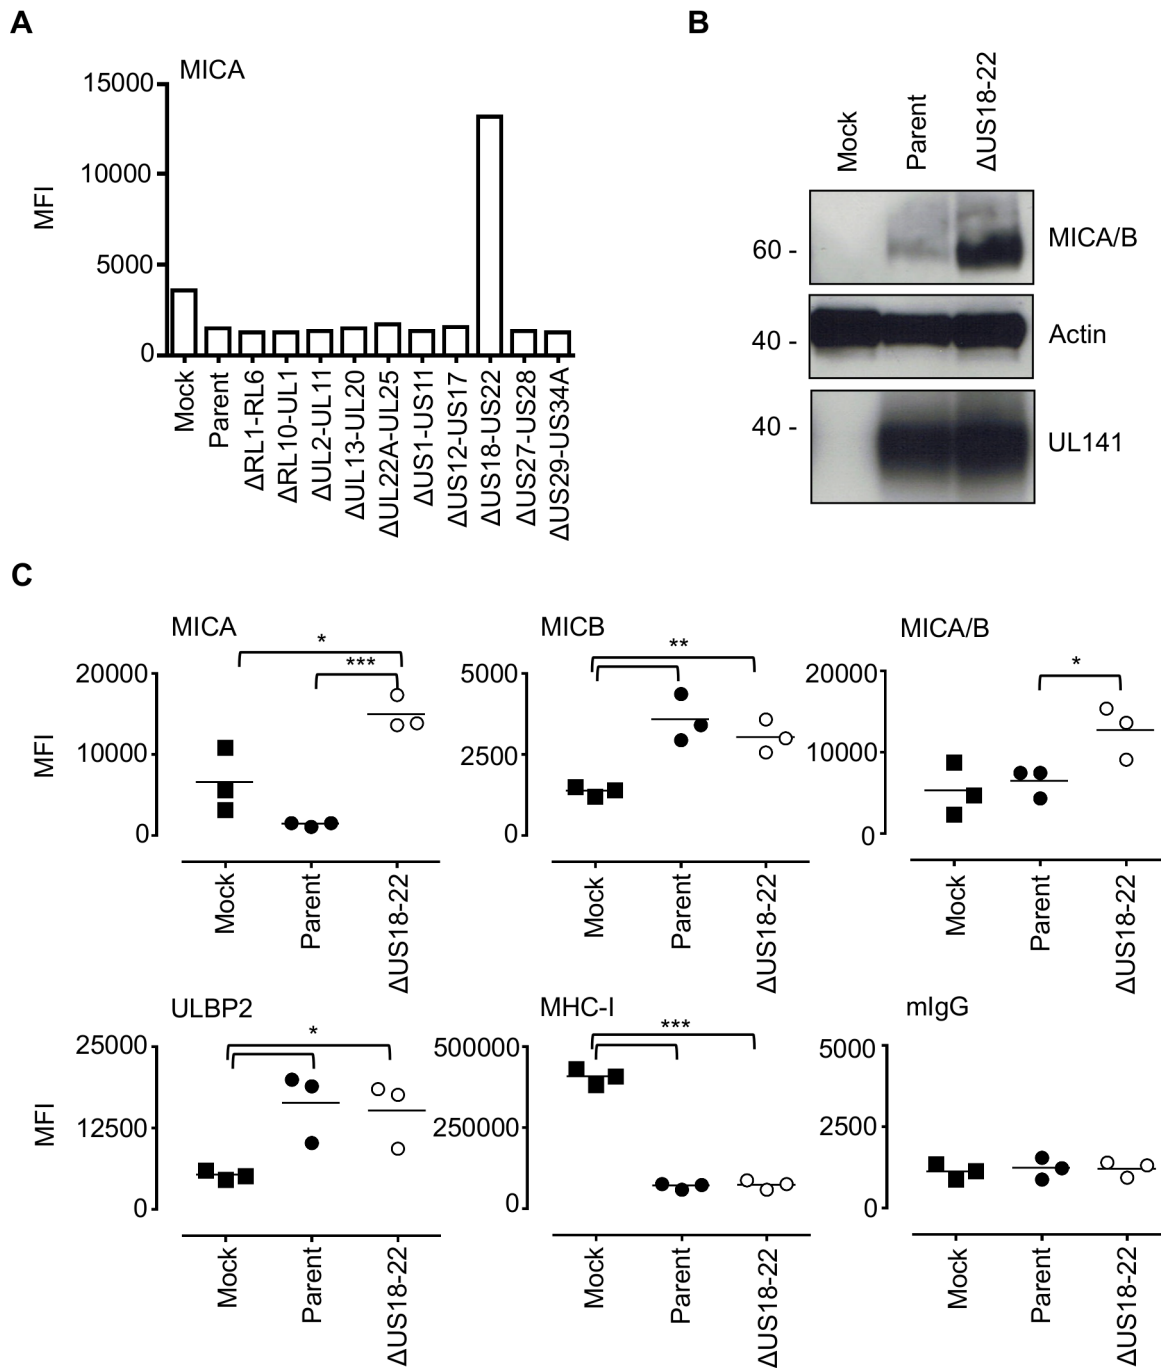 A
MICA
15000
10000
5000
0
MFI
Mock
Parent
ΔRL1-RL6
ΔRL10-UL1
ΔUL2-UL11
ΔUL13-UL20
ΔUL22A-UL25
ΔUS1-US11
ΔUS12-US17
ΔUS18-US22
ΔUS27-US28
ΔUS29-US34A
B
Mock
Parent
ΔUS18-22
60 -
MICA/B
40 -
Actin
40 -
UL141
C
MICA
*
***
20000
10000
0
MFI
Mock
Parent
ΔUS18-22
MICB
**
5000
2500
0
Mock
Parent
ΔUS18-22
MICA/B
*
20000
10000
0
Mock
Parent
ΔUS18-22
ULBP2
*
25000
12500
0
MFI
Mock
Parent
ΔUS18-22
MHC-I
***
500000
250000
0
Mock
Parent
ΔUS18-22
mIgG
5000
2500
0
Mock
Parent
ΔUS18-22